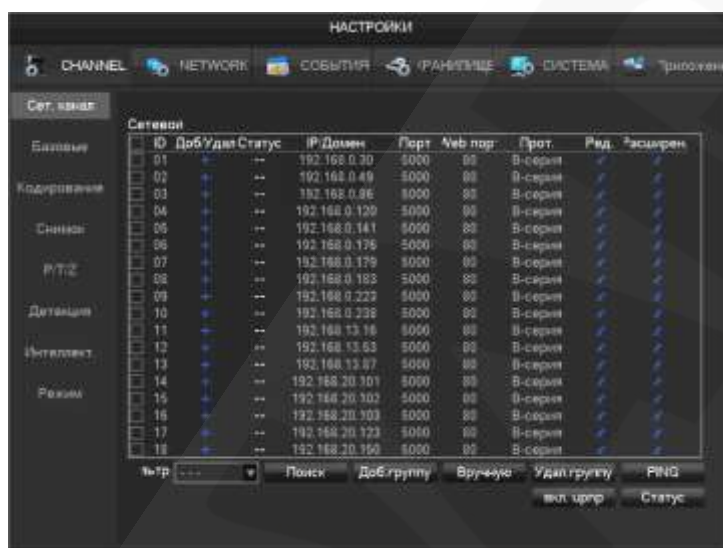 НАСТРОЙКИ
CHANNEL NETWORK СОБЫТИЯ ХРАНИЛИЩЕ СИСТЕМА Приложен
Сет. канал
Базовые
Кодирование
Снимок
P/T/Z
Детекция
Интеллект.
Режим
Сетевой
ID Доб/Удал Статус IP/Домен Порт Web порт Прот. Ред. Расширен.
01 + -- 192.168.0.30 5000 80 B-серия
02 + -- 192.168.0.49 5000 80 B-серия
03 + -- 192.168.0.86 5000 80 B-серия
04 + -- 192.168.0.120 5000 80 B-серия
05 + -- 192.168.0.141 5000 80 B-серия
06 + -- 192.168.0.176 5000 80 B-серия
07 + -- 192.168.0.179 5000 80 B-серия
08 + -- 192.168.0.183 5000 80 B-серия
09 + -- 192.168.0.223 5000 80 B-серия
10 + -- 192.168.0.238 5000 80 B-серия
11 + -- 192.168.13.16 5000 80 B-серия
12 + -- 192.168.13.63 5000 80 B-серия
13 + -- 192.168.13.87 5000 80 B-серия
14 + -- 192.168.20.101 5000 80 B-серия
15 + -- 192.168.20.102 5000 80 B-серия
16 + -- 192.168.20.103 5000 80 B-серия
17 + -- 192.168.20.123 5000 80 B-серия
18 + -- 192.168.20.150 5000 80 B-серия
льтр - - - Поиск Доб.группу Вручную Удал.группу PING
вкл. Статус